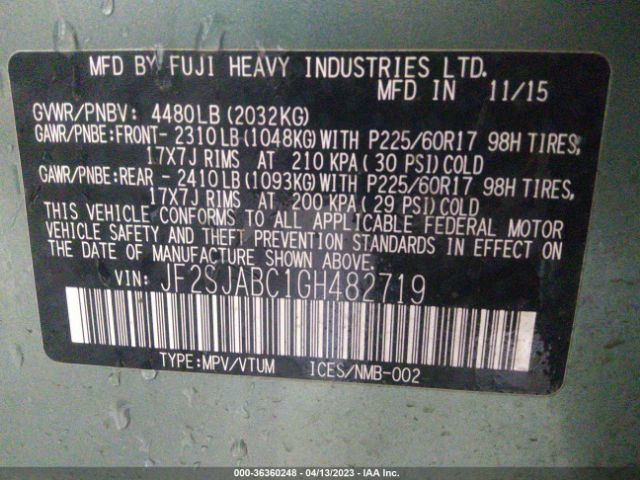 MFD BY FUJI HEAVY INDUSTRIES LTD.
MFD IN 11/15
GVWR/PNBV: 4480LB (2032KG)
GAWR/PNBE:FRONT- 2310LB(1048KG)WITH P225/60R17 98H TIRES,
17X7J RIMS AT 210 KPA( 30 PSI)COLD
GAWR/PNBE:REAR - 2410LB(1093KG)WITH P225/60R17 98H TIRES,
17X7J RIMS AT 200 KPA( 29 PSI)COLD
THIS VEHICLE CONFORMS TO ALL APPLICABLE FEDERAL MOTOR
VEHICLE SAFETY AND THEFT PREVENTION STANDARDS IN EFFECT ON
THE DATE OF MANUFACTURE SHOWN ABOVE.
VIN: JF2SJABC1GH482719
TYPE:MPV/VTUM ICES/NMB-002
000-36360248 - 04/13/2023 - IAA Inc.